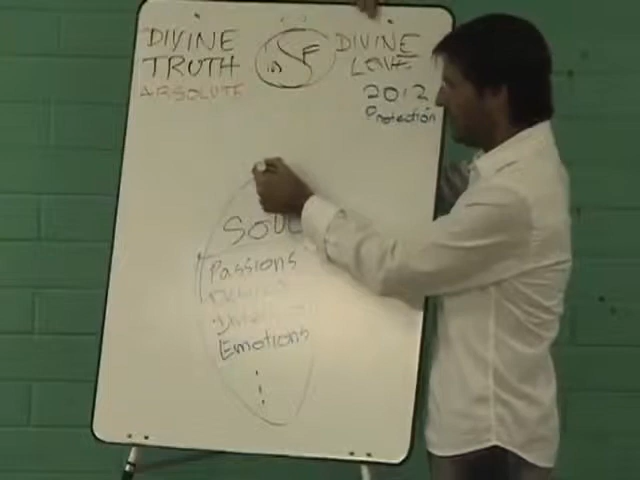 DIVINE
TRUTH
ABSOLUTE
DIVINE
LOVE
2012
Protection
SOUL
Passions
Emotions